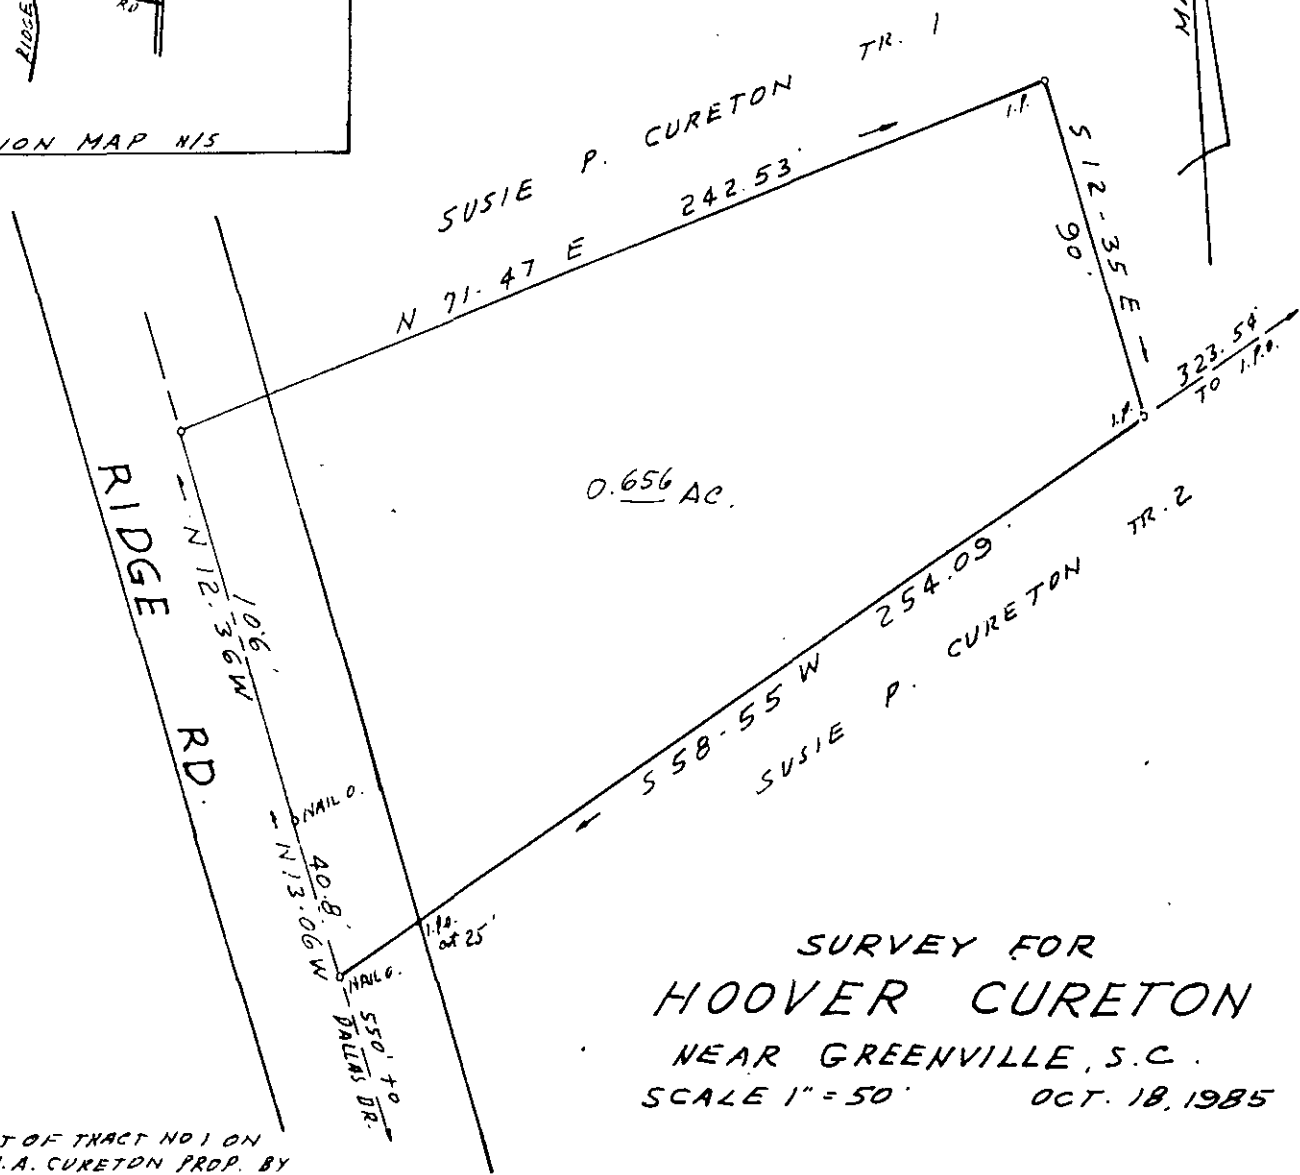 RIDGE
RD
ION MAP N/S
SUSIE P. CURETON TR. 1
N 71-47 E 242.53'
I.P.
S 12-35 E
90'
323.54'
TO I.P.O.
I.P.
0.656 AC.
RIDGE RD.
N 12-36 W
106'
NAIL O.
40.8'
N 13-06 W
NAIL O.
I.P.O.
at 25'
550' TO
DALLAS DR.
S 58-55 W 254.09'
SUSIE P. CURETON TR. 2
SURVEY FOR
HOOVER CURETON
NEAR GREENVILLE, S.C.
SCALE 1" = 50' OCT. 18, 1985
T OF TRACT NO 1 ON
.A. CURETON PROP. BY